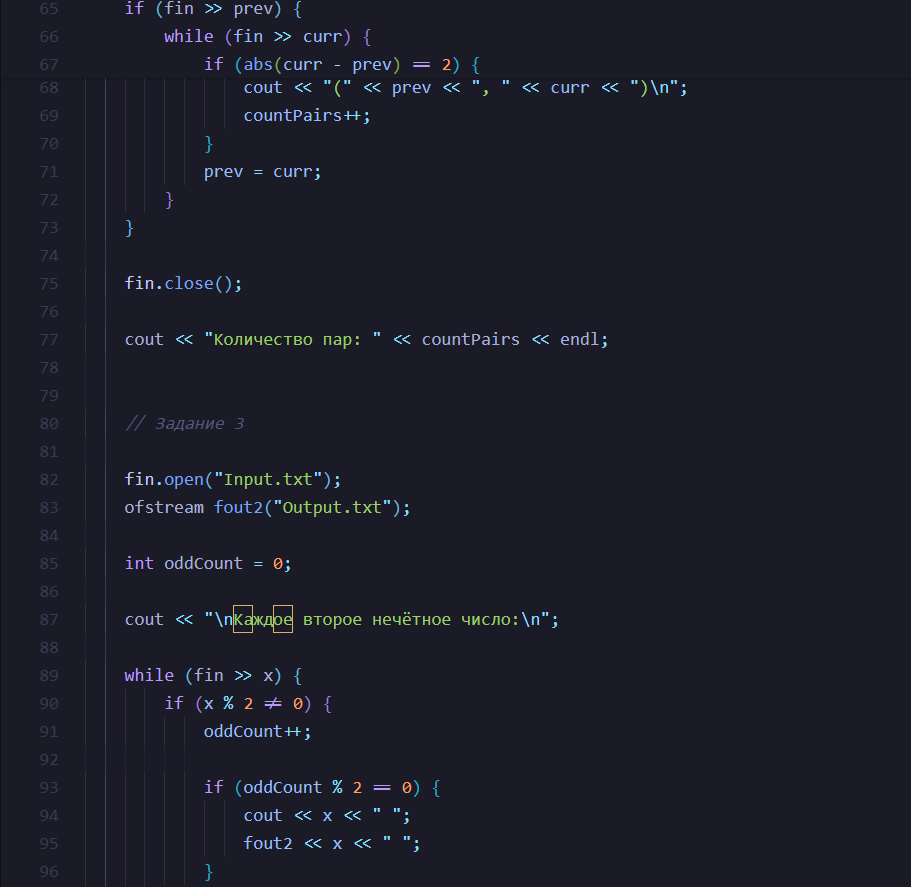 65 if (fin >> prev) {
66 while (fin >> curr) {
67 if (abs(curr - prev) == 2) {
68 cout << "(" << prev << ", " << curr << ")\n";
69 countPairs++;
70 }
71 prev = curr;
72 }
73 }
74
75 fin.close();
76
77 cout << "Количество пар: " << countPairs << endl;
78
79
80 // Задание 3
81
82 fin.open("Input.txt");
83 ofstream fout2("Output.txt");
84
85 int oddCount = 0;
86
87 cout << "\nКаждое второе нечётное число:\n";
88
89 while (fin >> x) {
90 if (x % 2 != 0) {
91 oddCount++;
92
93 if (oddCount % 2 == 0) {
94 cout << x << " ";
95 fout2 << x << " ";
96 }